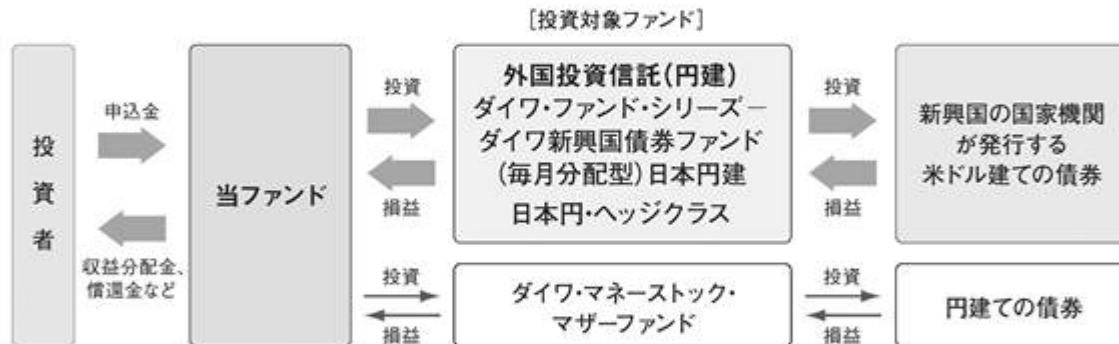 [投資対象ファンド]
投資者
申込金
収益分配金、
償還金など
当ファンド
投資
損益
外国投資信託(円建)
ダイワ・ファンド・シリーズ－
ダイワ新興国債券ファンド
(毎月分配型)日本円建
日本円・ヘッジクラス
投資
損益
新興国の国家機関
が発行する
米ドル建ての債券
投資
損益
ダイワ・マネーストック・
マザーファンド
投資
損益
円建ての債券